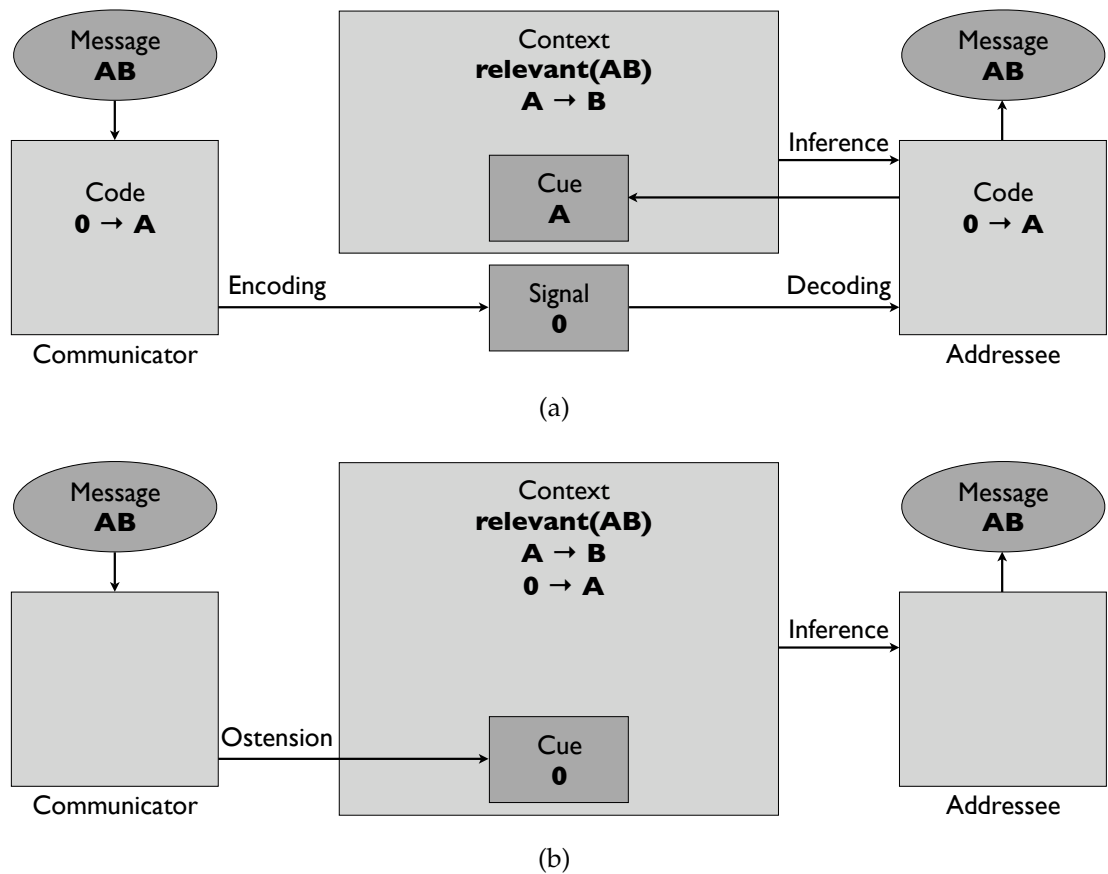 Message
AB
Context
relevant(AB)
A → B
Message
AB
Code
0 → A
Cue
A
Inference
Code
0 → A
Encoding
Signal
0
Decoding
Communicator
Addressee
(a)
Message
AB
Context
relevant(AB)
A → B
0 → A
Message
AB
Inference
Ostension
Cue
0
Communicator
Addressee
(b)